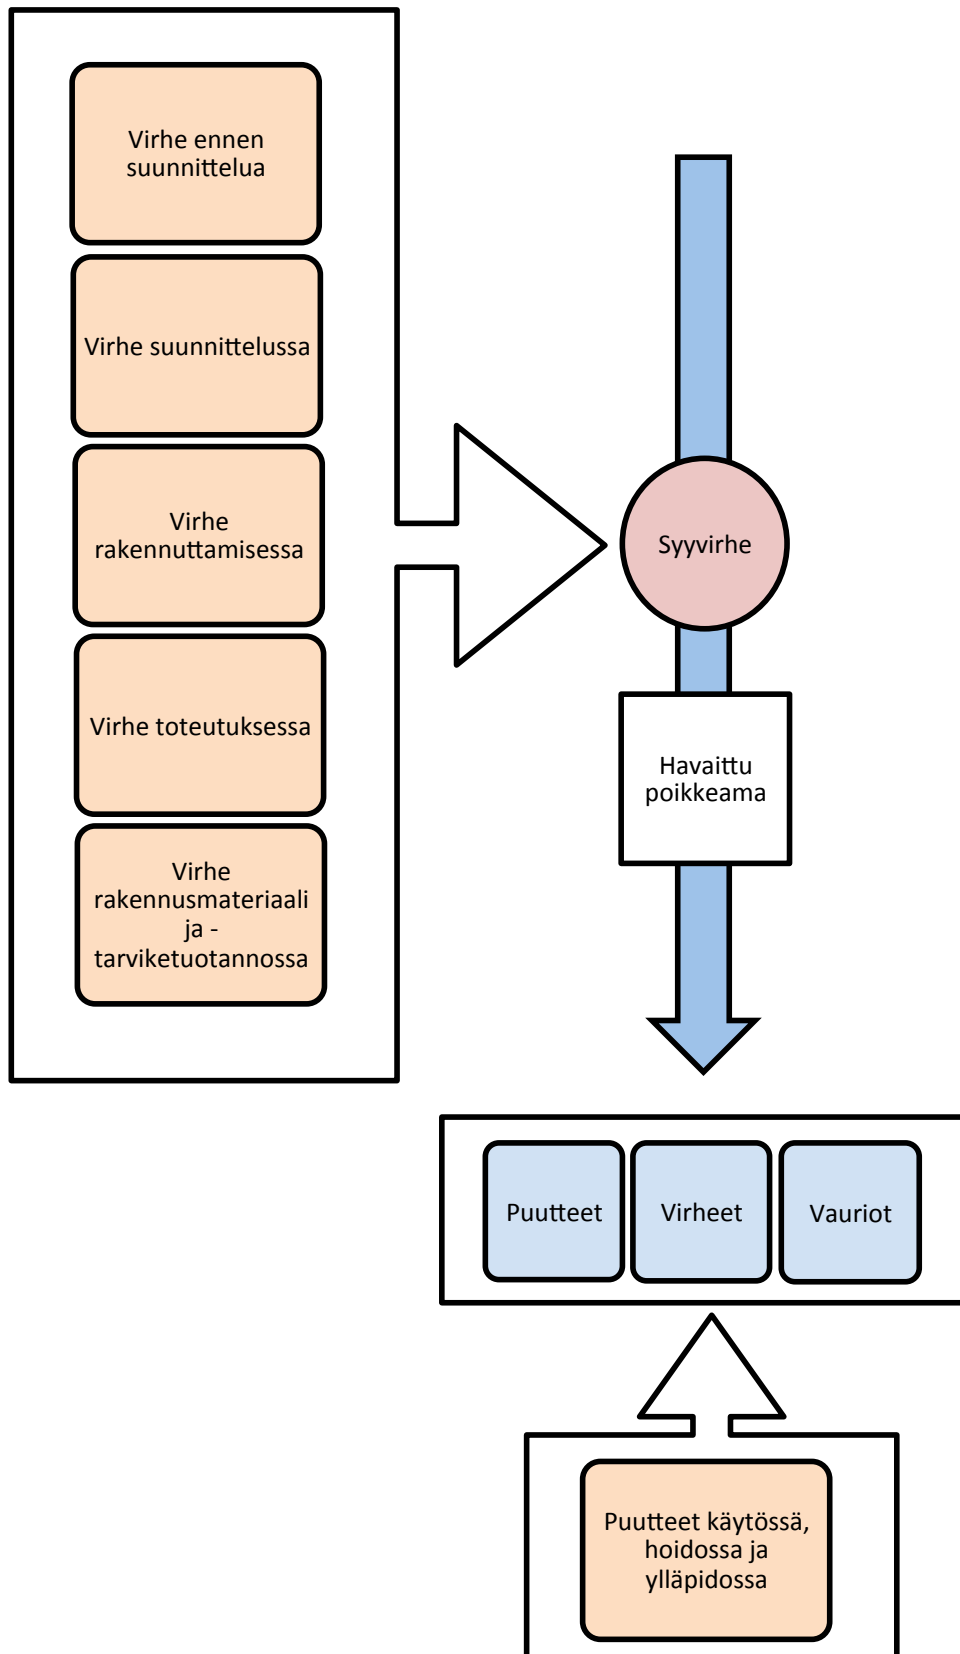 Virhe ennen
suunnittelua
Virhe suunnittelussa
Virhe
rakennuttamisessa
Virhe toteutuksessa
Virhe
rakennusmateriaali
ja -
tarviketuotannossa
Syyvirhe
Havaittu
poikkeama
Puutteet
Virheet
Vauriot
Puutteet käytössä,
hoidossa ja
ylläpidossa